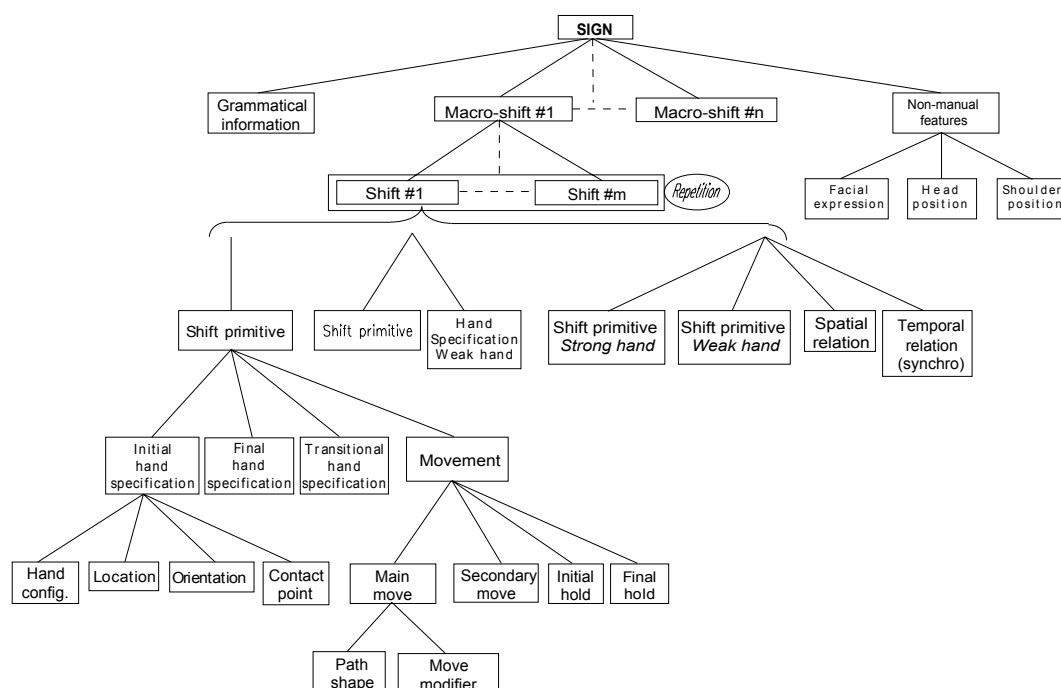 SIGN
Grammatical
information
Macro-shift #1
Macro-shift #n
Non-manual
features
Shift #1
Shift #m
Repetition
Facial
expression
Head
position
Shoulder
position
Shift primitive
Shift primitive
Hand
Specification
Weak hand
Shift primitive
Strong hand
Shift primitive
Weak hand
Spatial
relation
Temporal
relation
(synchro)
Initial
hand
specification
Final
hand
specification
Transitional
hand
specification
Movement
Hand
config.
Location
Orientation
Contact
point
Main
move
Secondary
move
Initial
hold
Final
hold
Path
shape
Move
modifier